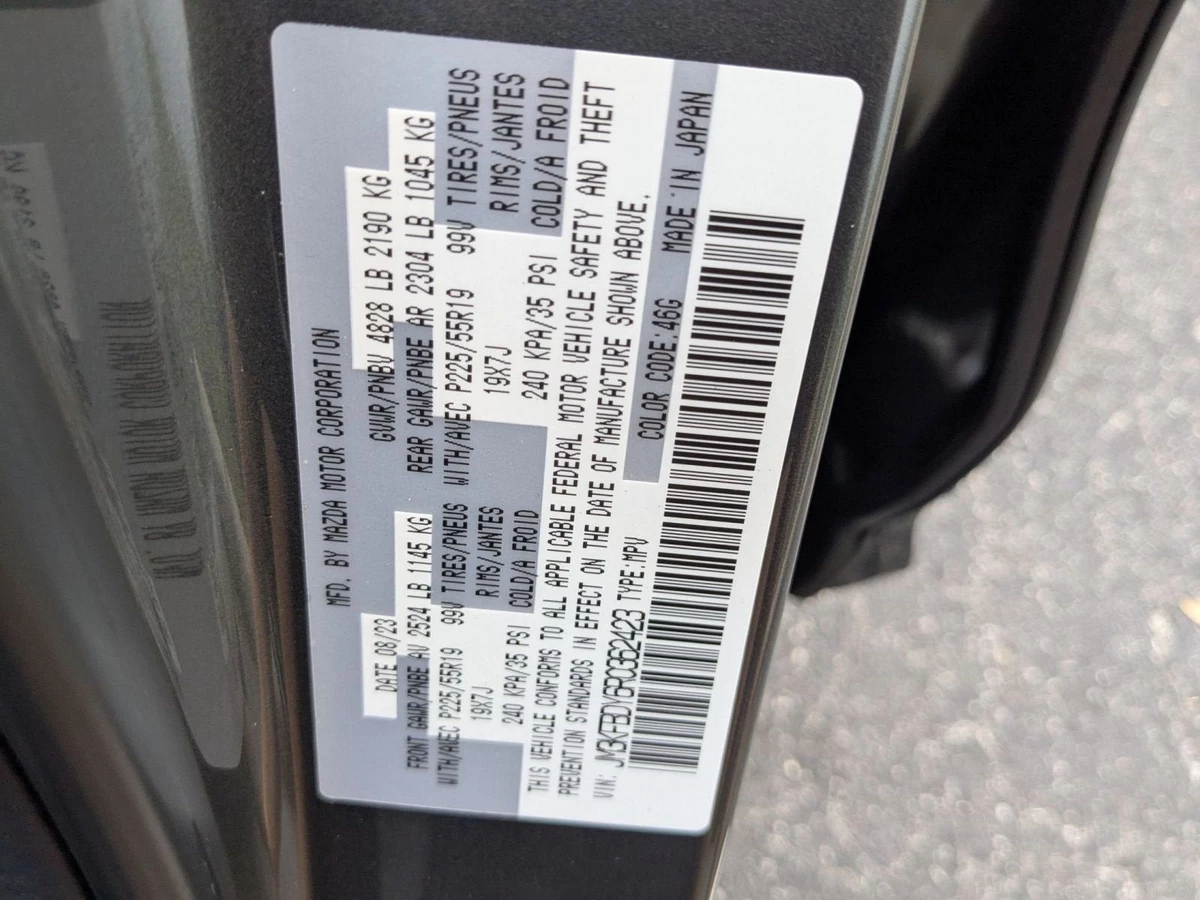 MFD. BY MAZDA MOTOR CORPORATION
DATE 08/23 GVWR/PNBV 4828 LB 2190 KG
FRONT GAWR/PNBE AV 2524 LB 1145 KG REAR GAWR/PNBE AR 2304 LB 1045 KG
WITH/AVEC P225/55R19 99V TIRES/PNEUS WITH/AVEC P225/55R19 99V TIRES/PNEUS
19X7J RIMS/JANTES 19X7J RIMS/JANTES
240 KPA/35 PSI COLD/A FROID 240 KPA/35 PSI COLD/A FROID
THIS VEHICLE CONFORMS TO ALL APPLICABLE FEDERAL MOTOR VEHICLE SAFETY AND THEFT
PREVENTION STANDARDS IN EFFECT ON THE DATE OF MANUFACTURE SHOWN ABOVE.
VIN: JM3KFBDY6R0362423 TYPE:MPV COLOR CODE:46G MADE IN JAPAN